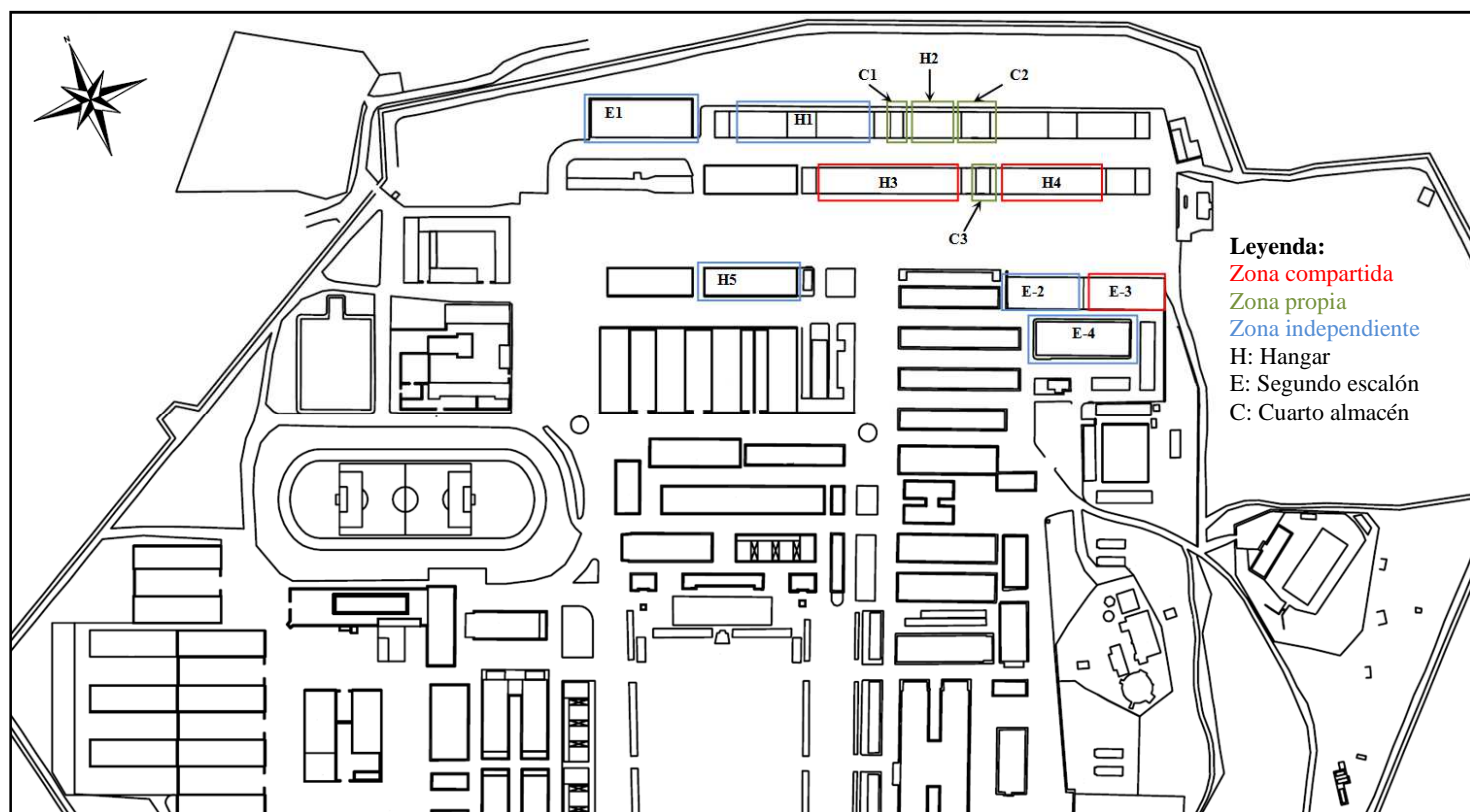 N
H2
C1
C2
E1
H1
H3
H4
C3
Leyenda:
Zona compartida
Zona propia
Zona independiente
H: Hangar
E: Segundo escalón
C: Cuarto almacén
H5
E-2
E-3
E-4